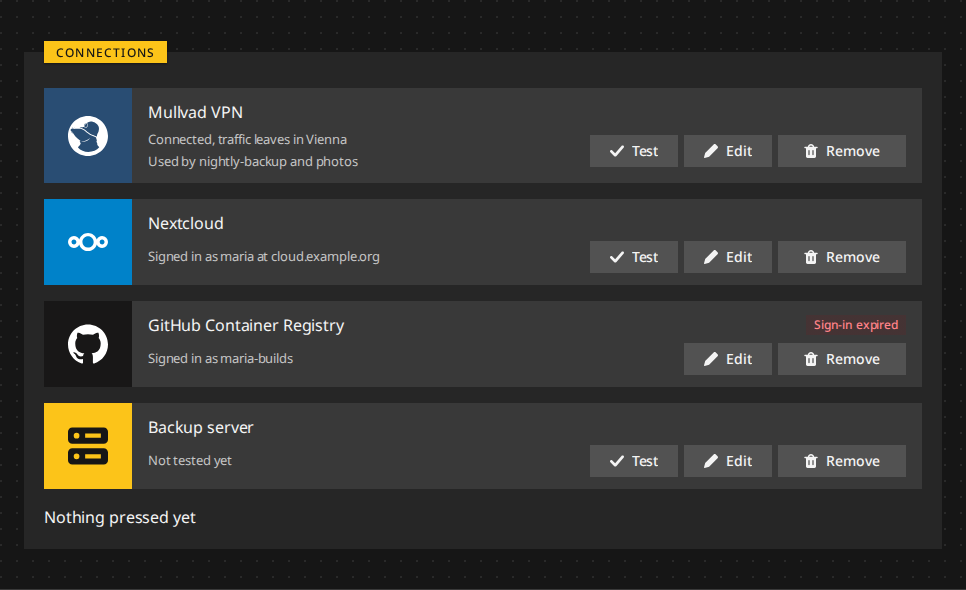 CONNECTIONS
Mullvad VPN
Connected, traffic leaves in Vienna
Used by nightly-backup and photos
Test Edit Remove
Nextcloud
Signed in as maria at cloud.example.org
Test Edit Remove
GitHub Container Registry
Sign-in expired
Signed in as maria-builds
Edit Remove
Backup server
Not tested yet
Test Edit Remove
Nothing pressed yet